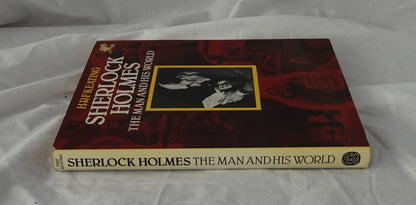 H.R.F. KEATING
SHERLOCK
HOLMES
THE MAN AND HIS WORLD
SHERLOCK HOLMES THE MAN AND HIS WORLD